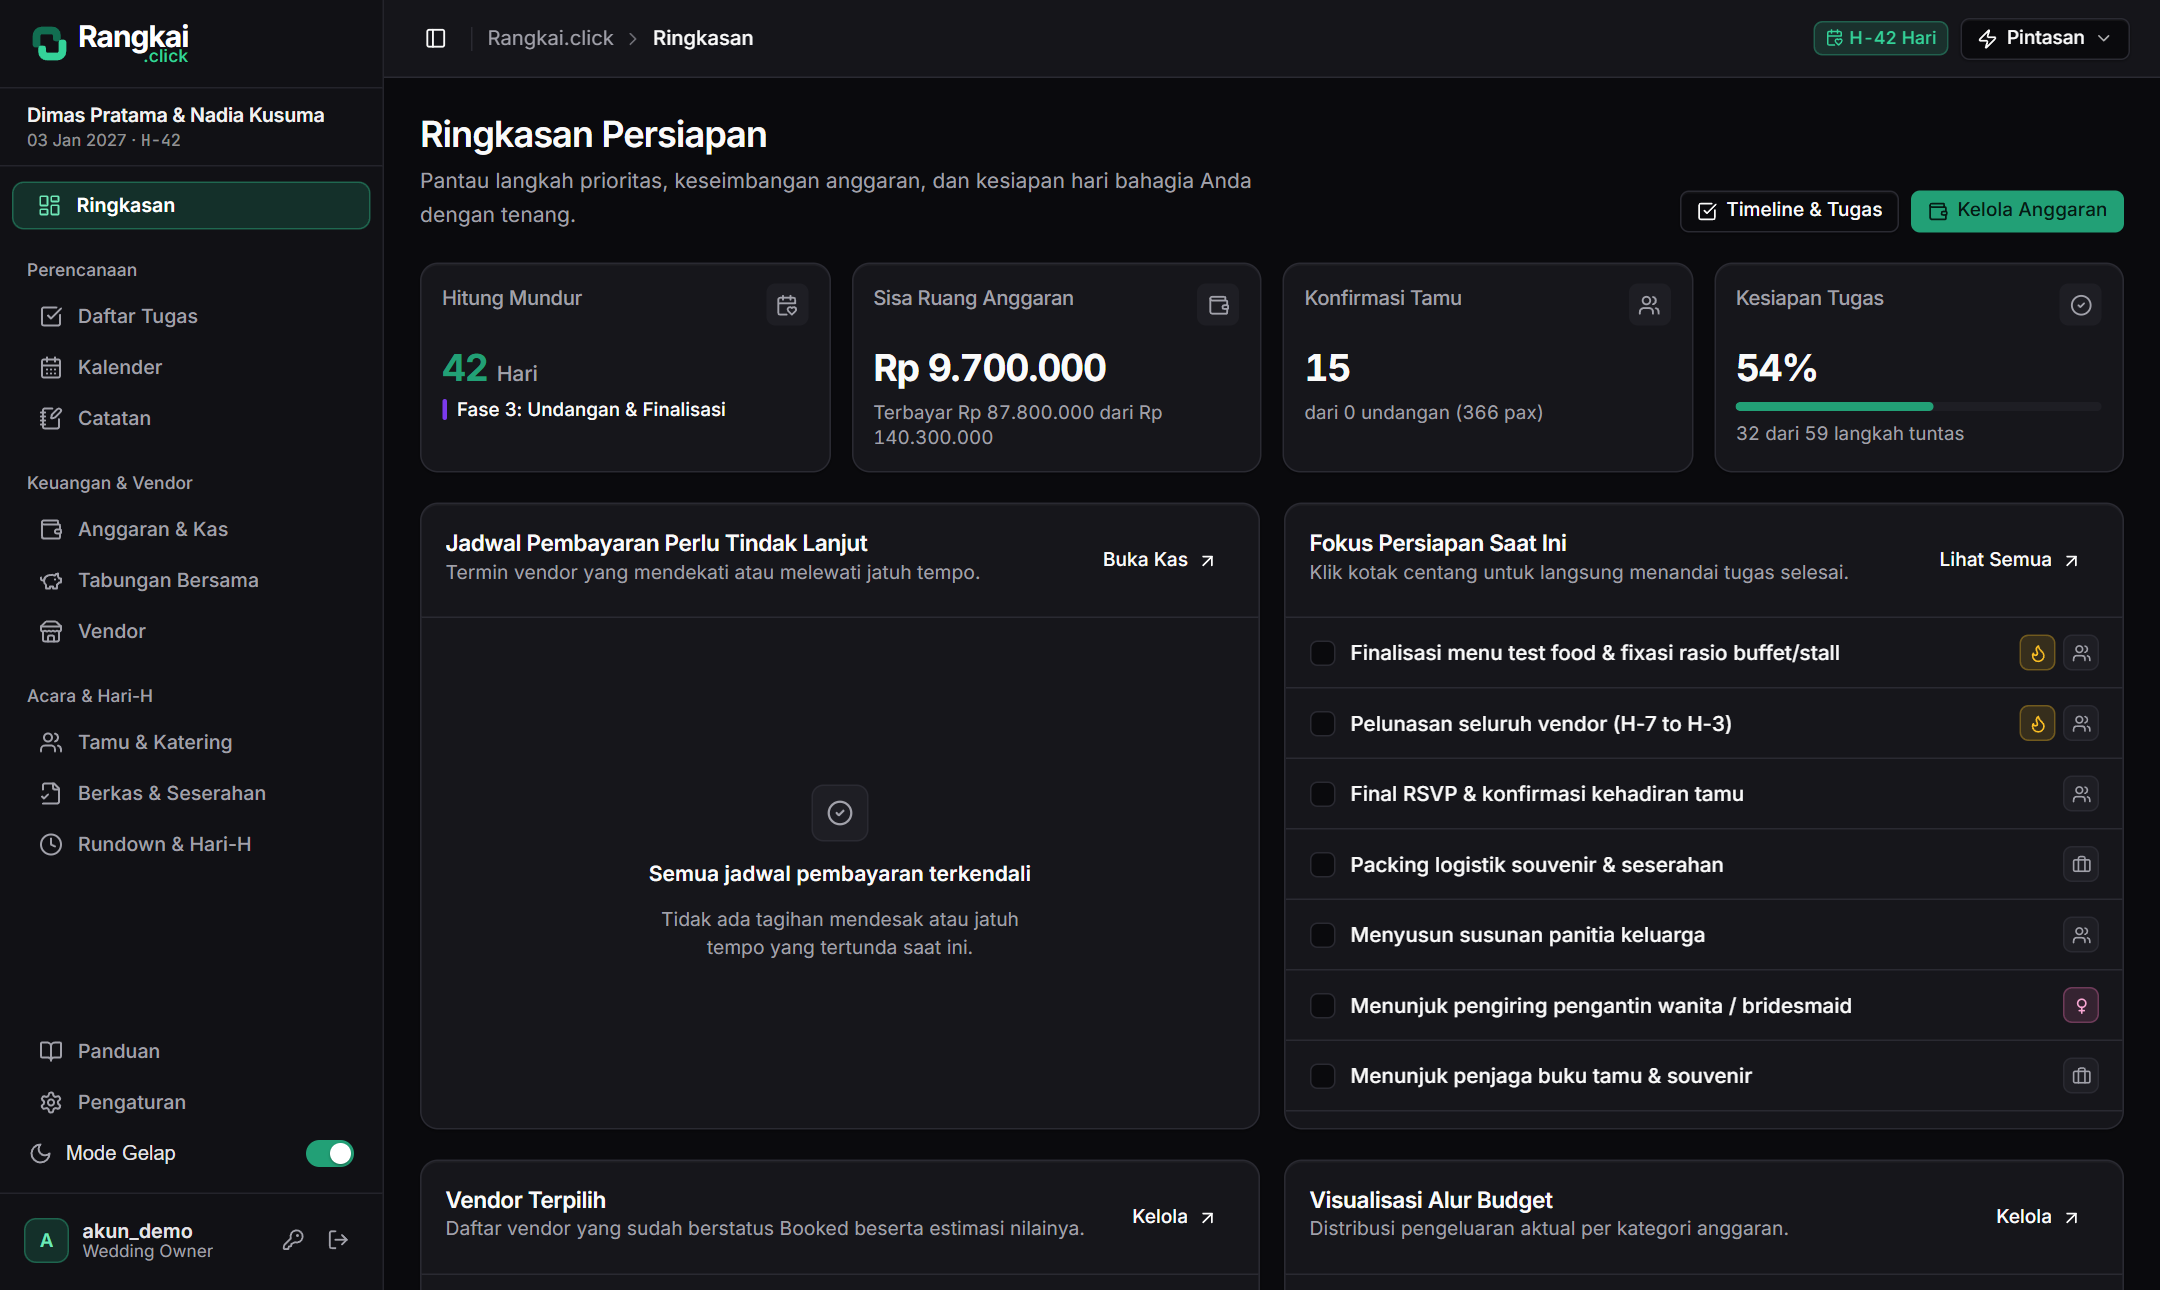 Rangkai
.click
Dimas Pratama & Nadia Kusuma
03 Jan 2027 · H-42
Ringkasan
Perencanaan
Daftar Tugas
Kalender
Catatan
Keuangan & Vendor
Anggaran & Kas
Tabungan Bersama
Vendor
Acara & Hari-H
Tamu & Katering
Berkas & Seserahan
Rundown & Hari-H
Panduan
Pengaturan
Mode Gelap
A
akun_demo
Wedding Owner
Rangkai.click > Ringkasan
H-42 Hari
Pintasan
Ringkasan Persiapan
Pantau langkah prioritas, keseimbangan anggaran, dan kesiapan hari bahagia Anda
dengan tenang.
Timeline & Tugas
Kelola Anggaran
Hitung Mundur
42 Hari
Fase 3: Undangan & Finalisasi
Sisa Ruang Anggaran
Rp 9.700.000
Terbayar Rp 87.800.000 dari Rp
140.300.000
Konfirmasi Tamu
15
dari 0 undangan (366 pax)
Kesiapan Tugas
54%
32 dari 59 langkah tuntas
Jadwal Pembayaran Perlu Tindak Lanjut
Termin vendor yang mendekati atau melewati jatuh tempo.
Buka Kas
Semua jadwal pembayaran terkendali
Tidak ada tagihan mendesak atau jatuh
tempo yang tertunda saat ini.
Fokus Persiapan Saat Ini
Klik kotak centang untuk langsung menandai tugas selesai.
Lihat Semua
Finalisasi menu test food & fixasi rasio buffet/stall
Pelunasan seluruh vendor (H-7 to H-3)
Final RSVP & konfirmasi kehadiran tamu
Packing logistik souvenir & seserahan
Menyusun susunan panitia keluarga
Menunjuk pengiring pengantin wanita / bridesmaid
Menunjuk penjaga buku tamu & souvenir
Vendor Terpilih
Daftar vendor yang sudah berstatus Booked beserta estimasi nilainya.
Kelola
Visualisasi Alur Budget
Distribusi pengeluaran aktual per kategori anggaran.
Kelola